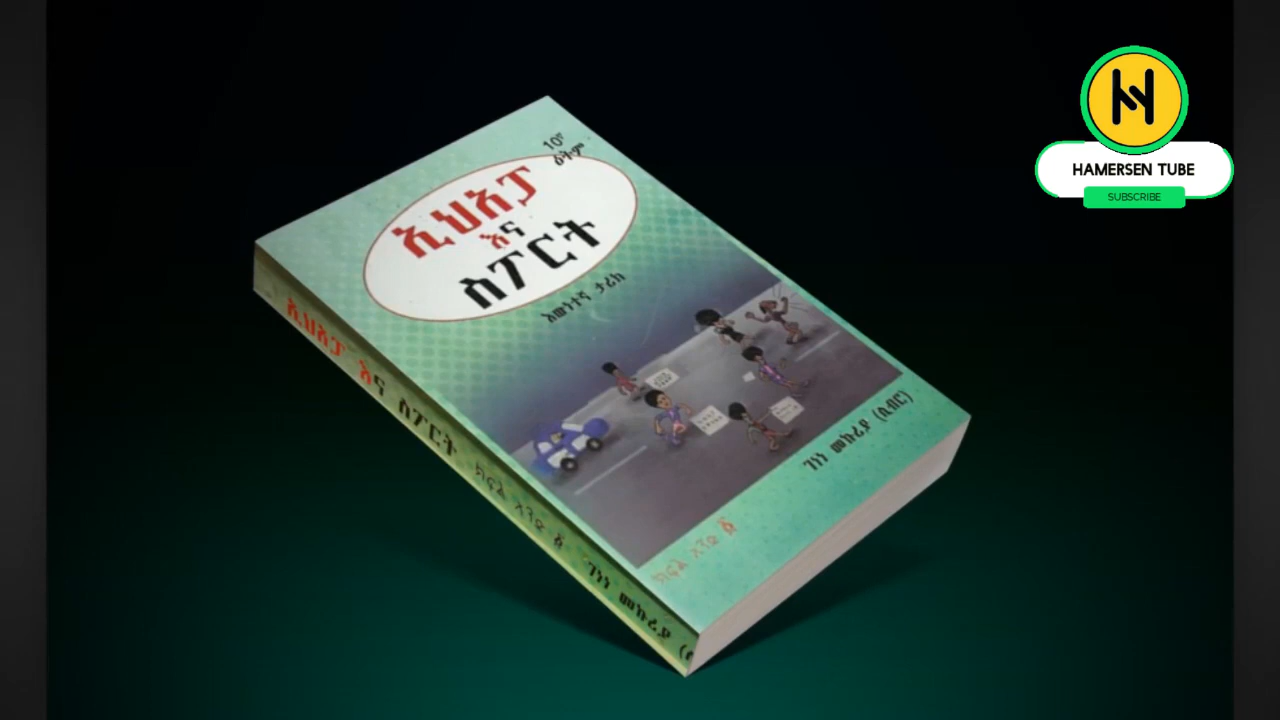 10ኛ
ዕትም
ኢህአፓ
እና
ስፖርት
እውነተኛ ታሪክ
ገነነ መኩሪያ (ሊብሮ)
ክፍል አንድ ፩
ኢህአፓ እና ስፖርት ክፍል አንድ ፩ ገነነ መኩሪያ
HAMERSEN TUBE
SUBSCRIBE